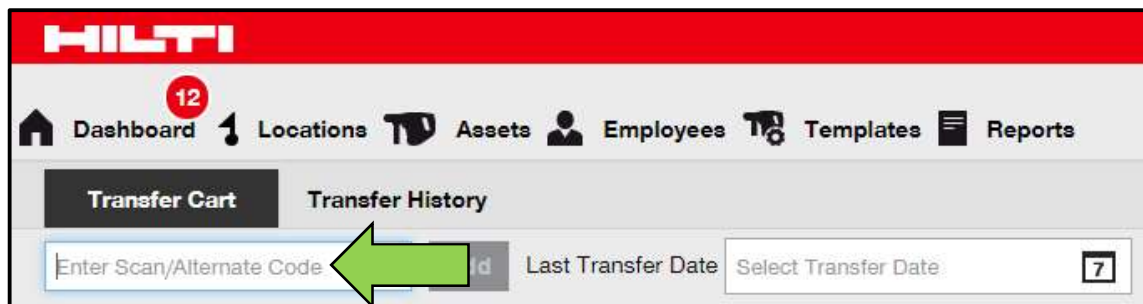 HILTI
12
Dashboard Locations Assets Employees Templates Reports
Transfer Cart Transfer History
Enter Scan/Alternate Code Last Transfer Date Select Transfer Date 7